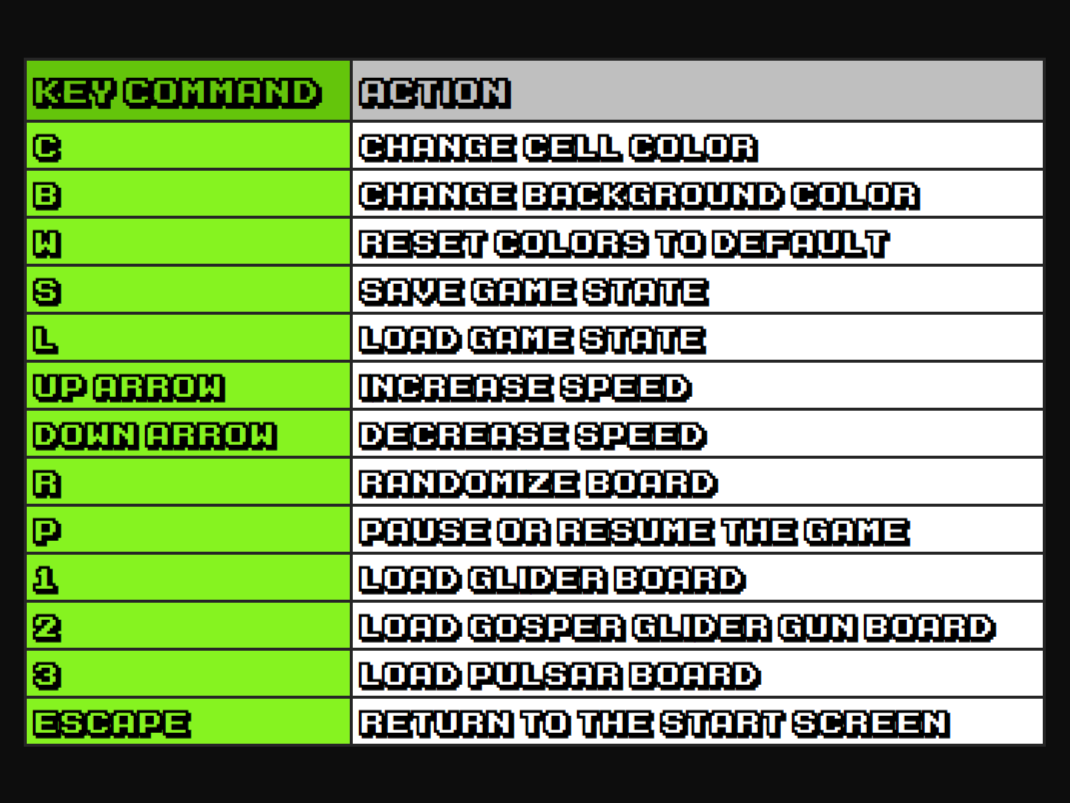 KEY COMMAND ACTION
C CHANGE CELL COLOR
B CHANGE BACKGROUND COLOR
W RESET COLORS TO DEFAULT
S SAVE GAME STATE
L LOAD GAME STATE
UP ARROW INCREASE SPEED
DOWN ARROW DECREASE SPEED
R RANDOMIZE BOARD
P PAUSE OR RESUME THE GAME
1 LOAD GLIDER BOARD
2 LOAD GOSPER GLIDER GUN BOARD
3 LOAD PULSAR BOARD
ESCAPE RETURN TO THE START SCREEN